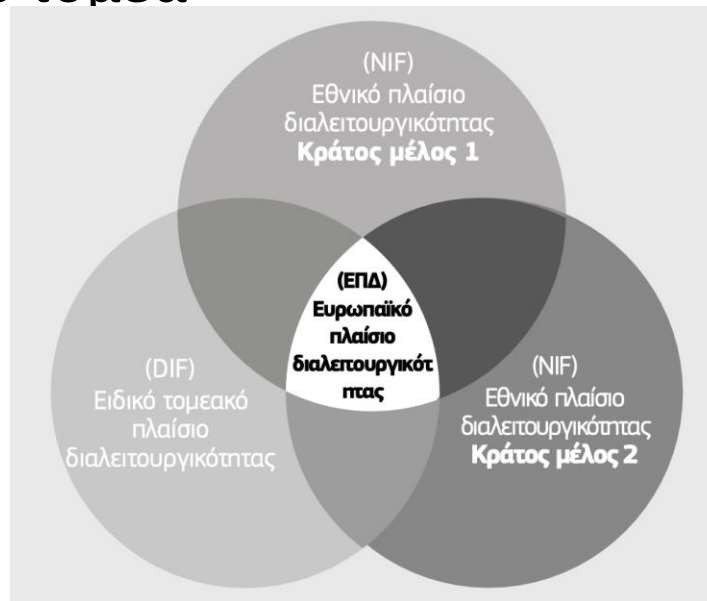 (NIF)
Εθνικό πλαίσιο
διαλειτουργικότητας
Κράτος μέλος 1
(ΕΠΔ)
Ευρωπαϊκό
πλαίσιο
διαλειτουργικότ
ητας
(DIF)
Ειδικό τομεακό
πλαίσιο
διαλειτουργικότητας
(NIF)
Εθνικό πλαίσιο
διαλειτουργικότητας
Κράτος μέλος 2